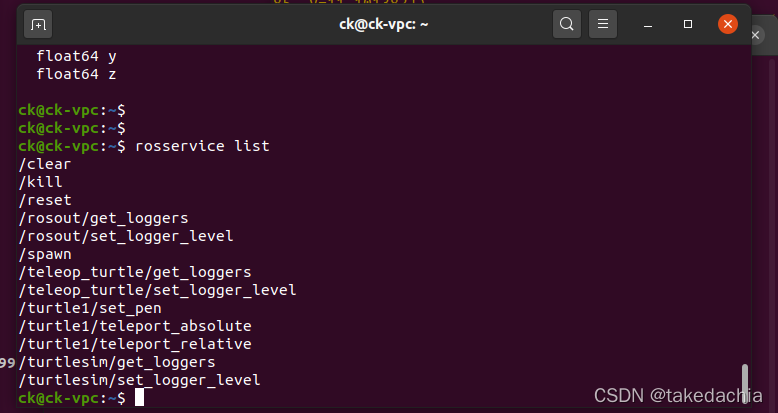 ck@ck-vpc: ~
float64 y
float64 z
ck@ck-vpc:~$
ck@ck-vpc:~$
ck@ck-vpc:~$ rosservice list
/clear
/kill
/reset
/rosout/get_loggers
/rosout/set_logger_level
/spawn
/teleop_turtle/get_loggers
/teleop_turtle/set_logger_level
/turtle1/set_pen
/turtle1/teleport_absolute
/turtle1/teleport_relative
99
/turtlesim/get_loggers
/turtlesim/set_logger_level
ck@ck-vpc:~$
CSDN @takedachia